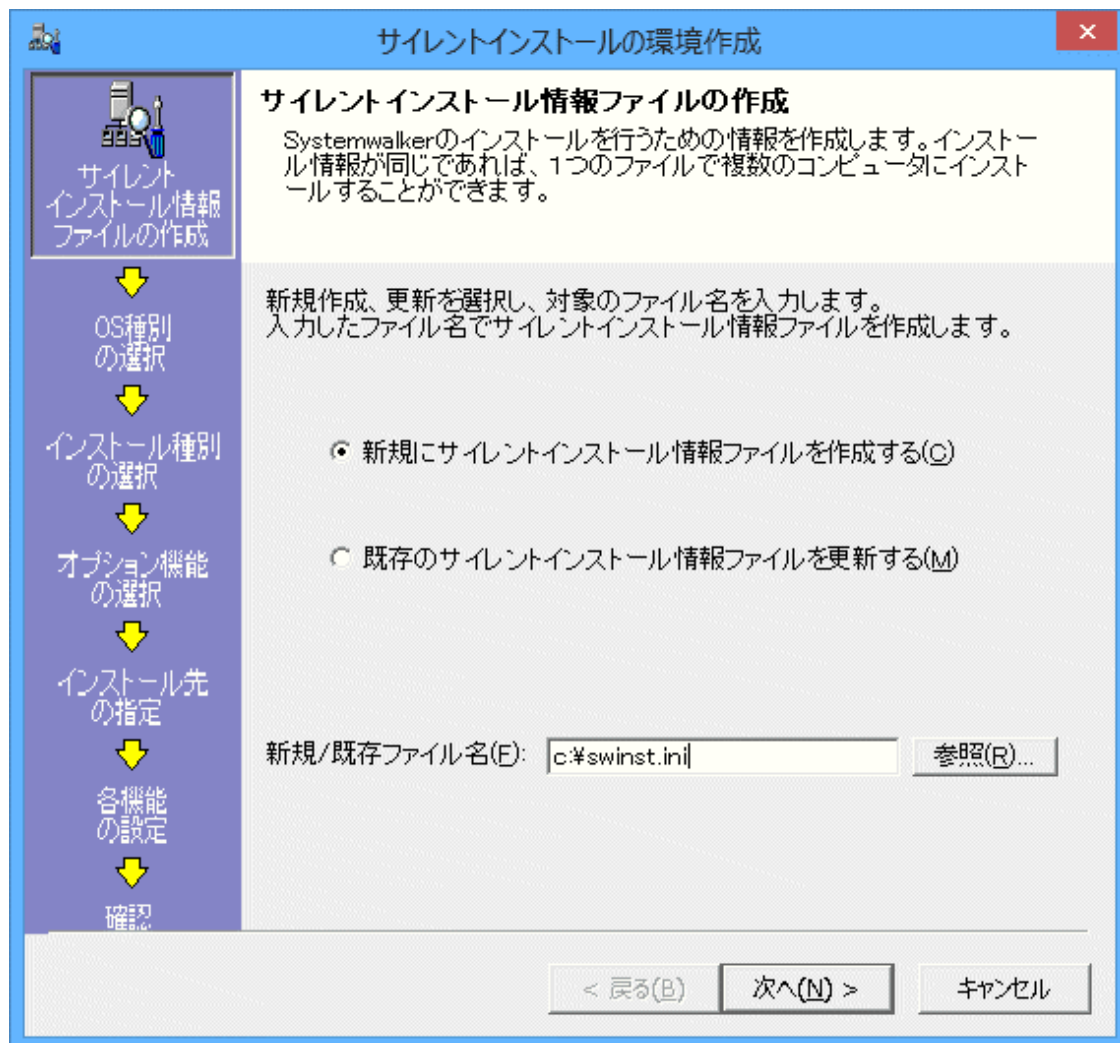 サイレントインストールの環境作成
サイレント
インストール情報
ファイルの作成
OS種別
の選択
インストール種別
の選択
オプション機能
の選択
インストール先
の指定
各機能
の設定
確認
サイレントインストール情報ファイルの作成
Systemwalkerのインストールを行うための情報を作成します。インストー
ル情報が同じであれば、1つのファイルで複数のコンピュータにインスト
ールすることができます。
新規作成、更新を選択し、対象のファイル名を入力します。
入力したファイル名でサイレントインストール情報ファイルを作成します。
新規にサイレントインストール情報ファイルを作成する(C)
既存のサイレントインストール情報ファイルを更新する(M)
新規/既存ファイル名(F): c:¥swinst.ini 参照(R)...
< 戻る(B) 次へ(N) > キャンセル